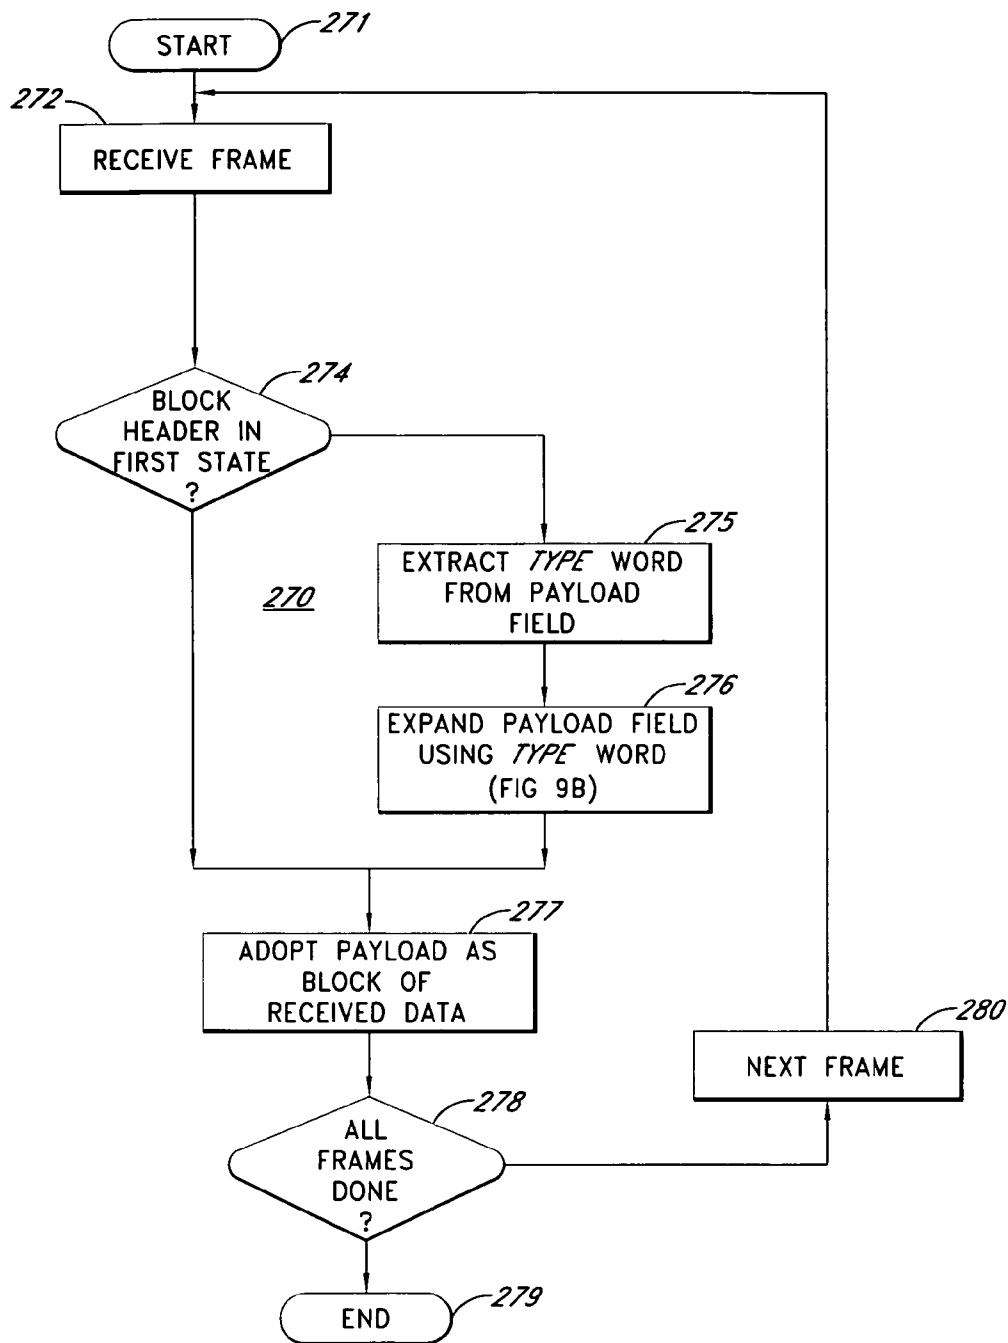 START
271
272
RECEIVE FRAME
274
BLOCK
HEADER IN
FIRST STATE
?
275
EXTRACT TYPE WORD
FROM PAYLOAD
FIELD
270
276
EXPAND PAYLOAD FIELD
USING TYPE WORD
(FIG 9B)
277
ADOPT PAYLOAD AS
BLOCK OF
RECEIVED DATA
280
NEXT FRAME
278
ALL
FRAMES
DONE
?
END
279